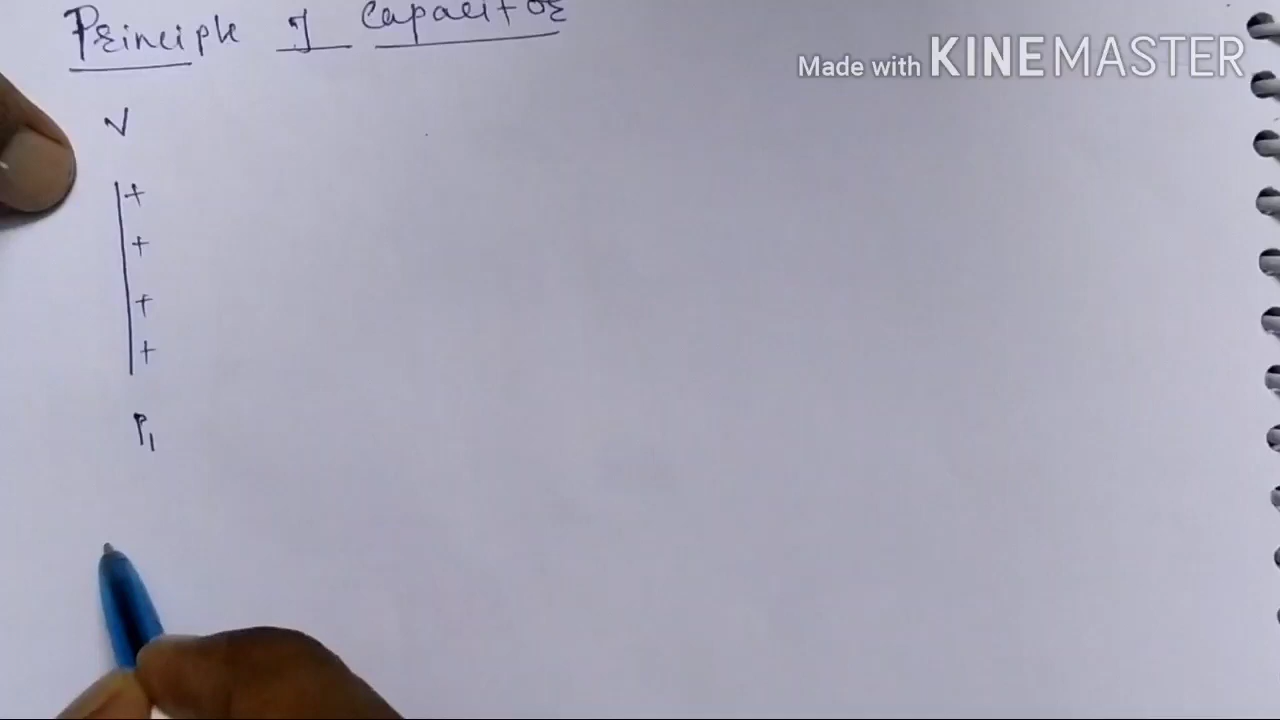 Principle of Capacitor
Made with KINEMASTER
V
+
+
+
+
P1